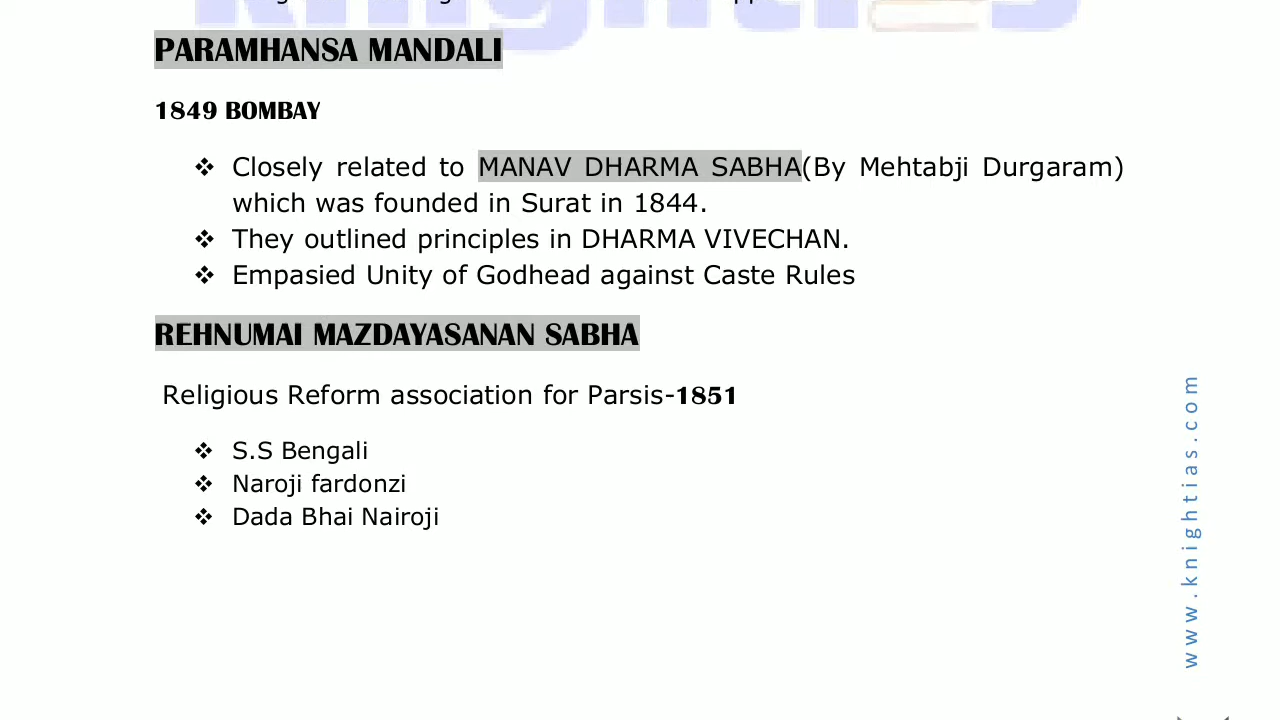 PARAMHANSA MANDALI
1849 BOMBAY
❖ Closely related to MANAV DHARMA SABHA(By Mehtabji Durgaram)
which was founded in Surat in 1844.
❖ They outlined principles in DHARMA VIVECHAN.
❖ Empasied Unity of Godhead against Caste Rules
REHNUMAI MAZDAYASANAN SABHA
Religious Reform association for Parsis-1851
❖ S.S Bengali
❖ Naroji fardonzi
❖ Dada Bhai Nairoji
www.knightias.com